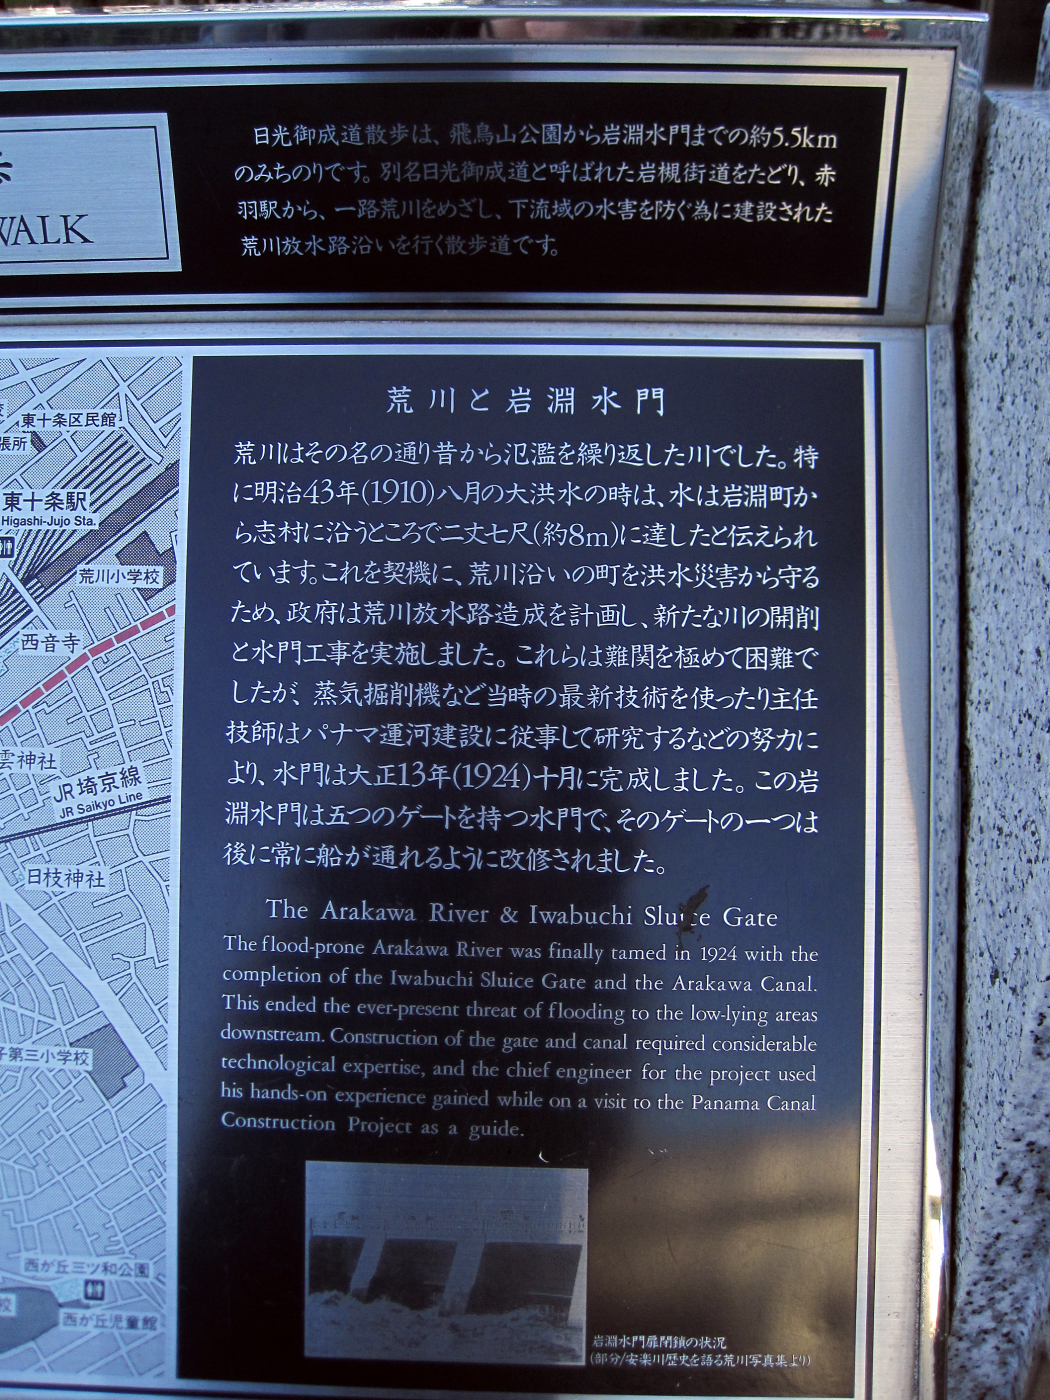 WALK
日光御成道散歩は、飛鳥山公園から岩淵水門までの約5.5km
のみちのりです。別名日光御成道と呼ばれた岩槻街道をたどり、赤
羽駅から、一路荒川をめざし、下流域の水害を防ぐ為に建設された
荒川放水路沿いを行く散歩道です。
東十条区民館
張所
東十条駅
Higashi-Jujo Sta.
荒川小学校
西音寺
雲神社
JR埼京線
JR Saikyo Line
日枝神社
子第三小学校
西が丘三ツ和公園
校
西が丘児童館
荒川と岩淵水門
荒川はその名の通り昔から氾濫を繰り返した川でした。特
に明治43年(1910)八月の大洪水の時は、水は岩淵町か
ら志村に沿うところで二丈七尺(約8m)に達したと伝えられ
ています。これを契機に、荒川沿いの町を洪水災害から守る
ため、政府は荒川放水路造成を計画し、新たな川の開削
と水門工事を実施しました。これらは難関を極めて困難で
したが、蒸気掘削機など当時の最新技術を使ったり主任
技師はパナマ運河建設に従事して研究するなどの努力に
より、水門は大正13年(1924)十月に完成しました。この岩
淵水門は五つのゲートを持つ水門で、そのゲートの一つは
後に常に船が通れるように改修されました。
The Arakawa River & Iwabuchi Sluice Gate
The flood-prone Arakawa River was finally tamed in 1924 with the
completion of the Iwabuchi Sluice Gate and the Arakawa Canal.
This ended the ever-present threat of flooding to the low-lying areas
downstream. Construction of the gate and canal required considerable
technological expertise, and the chief engineer for the project used
his hands-on experience gained while on a visit to the Panama Canal
Construction Project as a guide.
岩淵水門扉閉鎖の状況
(部分/安楽川歴史を語る荒川写真集より)